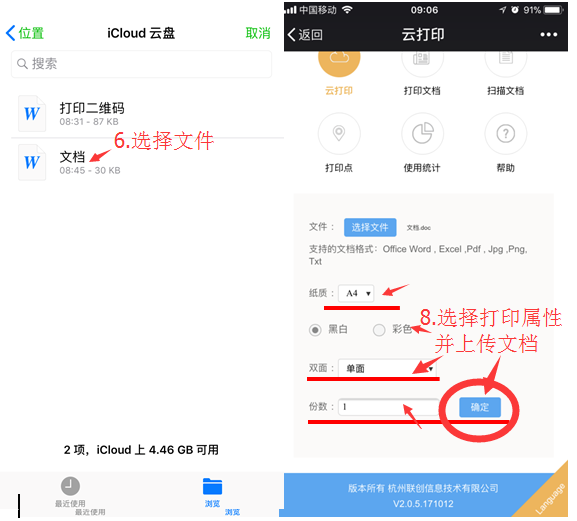 位置
iCloud 云盘
取消
搜索
打印二维码
08:31 - 87 KB
文档
08:45 - 30 KB
6.选择文件
2 项，iCloud 上 4.46 GB 可用
最近使用
浏览
最近使用
浏览
中国移动
09:06
91%
返回
云打印
云打印
打印文档
扫描文档
打印点
使用统计
帮助
文件：
选择文件
文档.doc
支持的文档格式：Office Word , Excel ,Pdf , Jpg ,Png,
Txt
纸质：
A4
黑白
彩色
8.选择打印属性
并上传文档
双面：
单面
份数：
1
确定
版本所有 杭州联创信息技术有限公司
V2.0.5.171012
Language